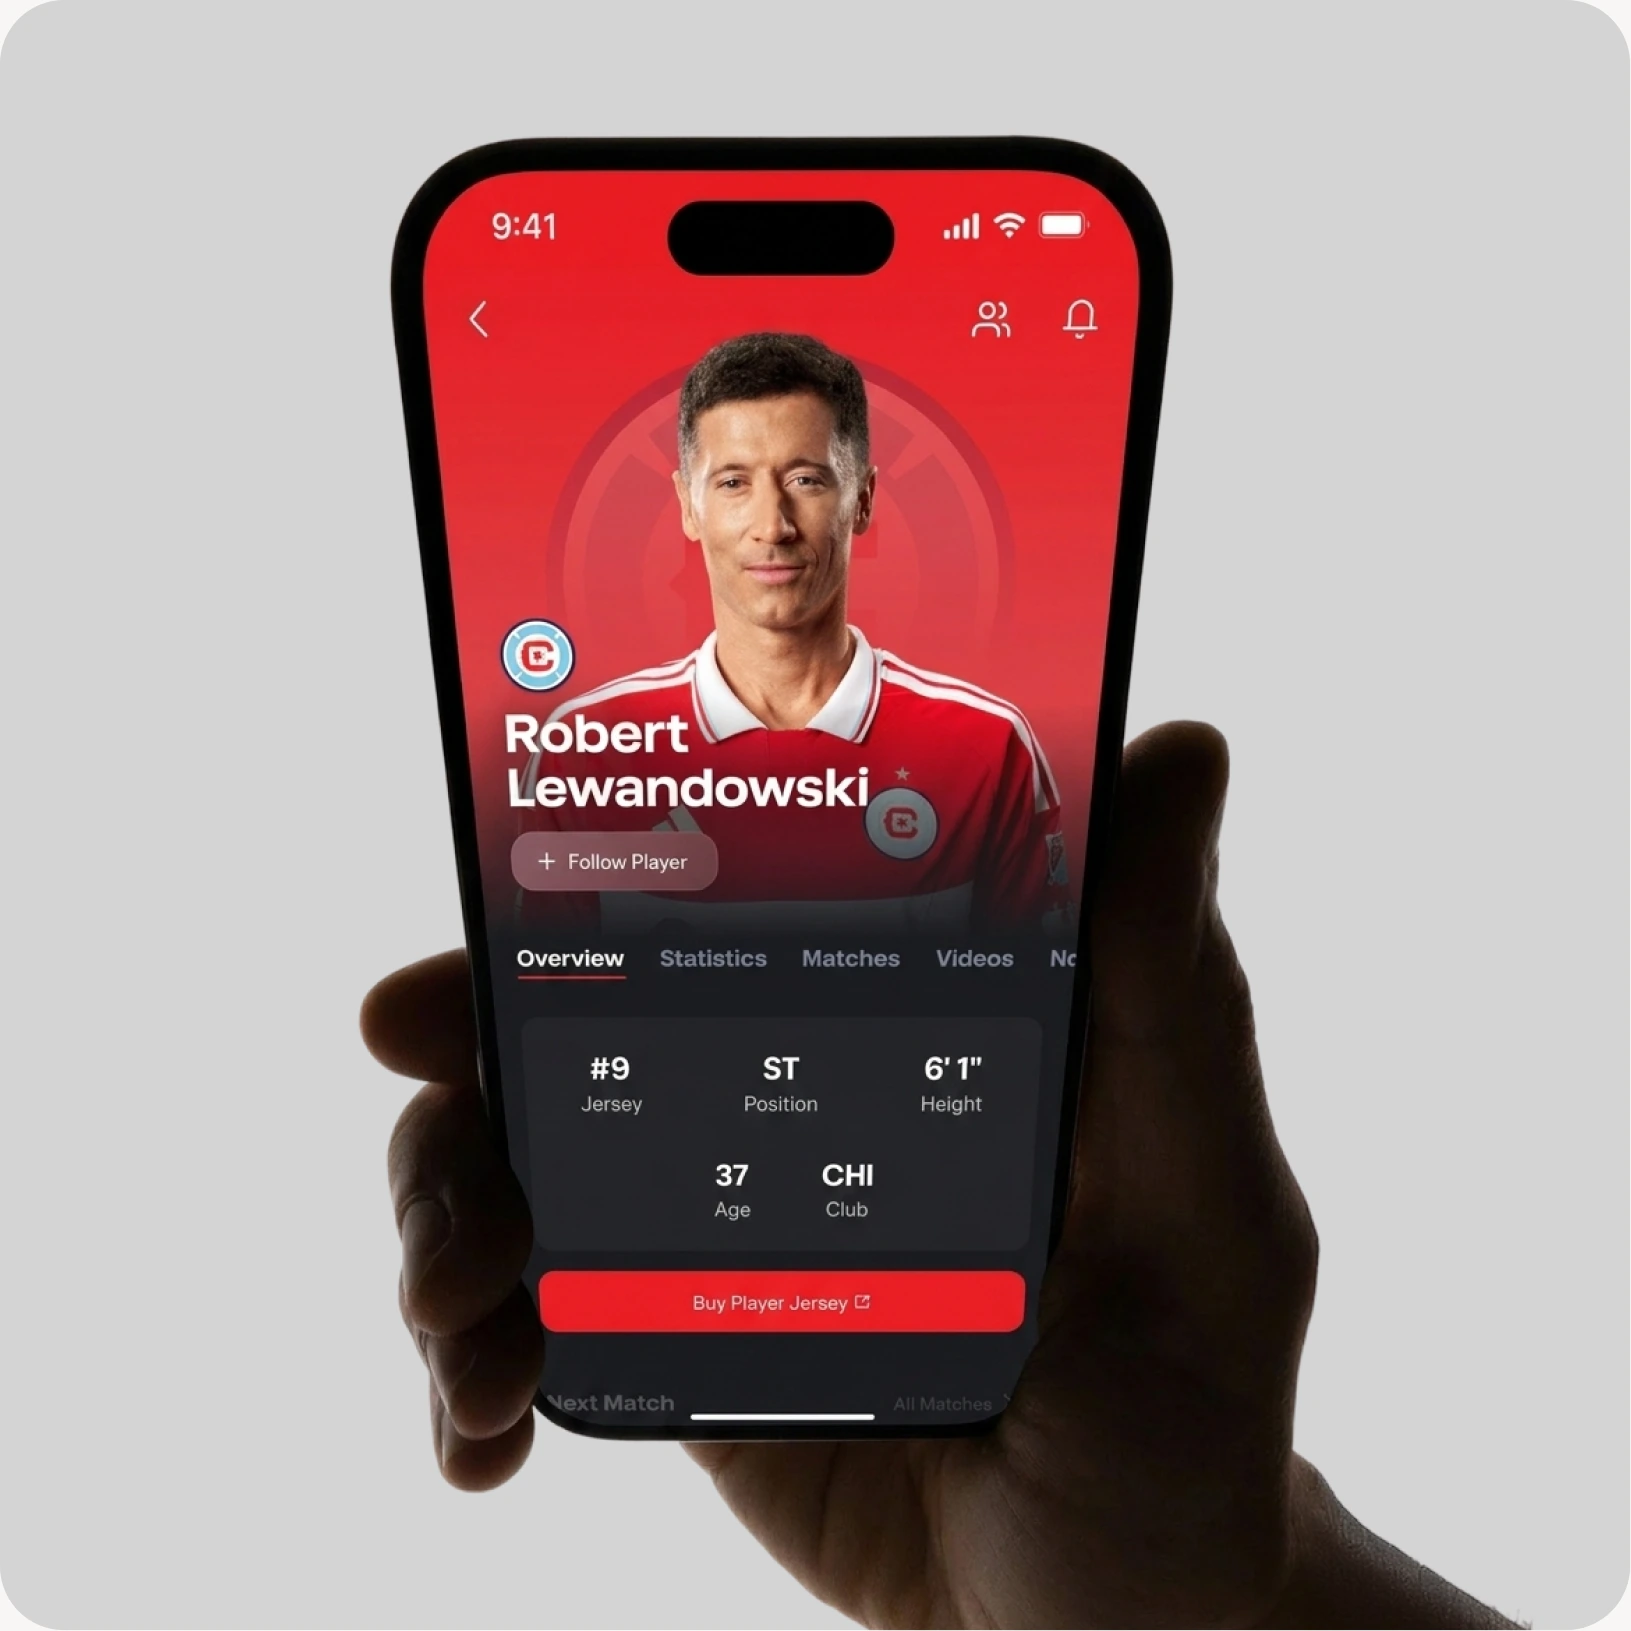 9:41
Robert
Lewandowski
+ Follow Player
Overview Statistics Matches Videos
#9 ST 6' 1"
Jersey Position Height
37 CHI
Age Club
Buy Player Jersey
Next Match All Matches